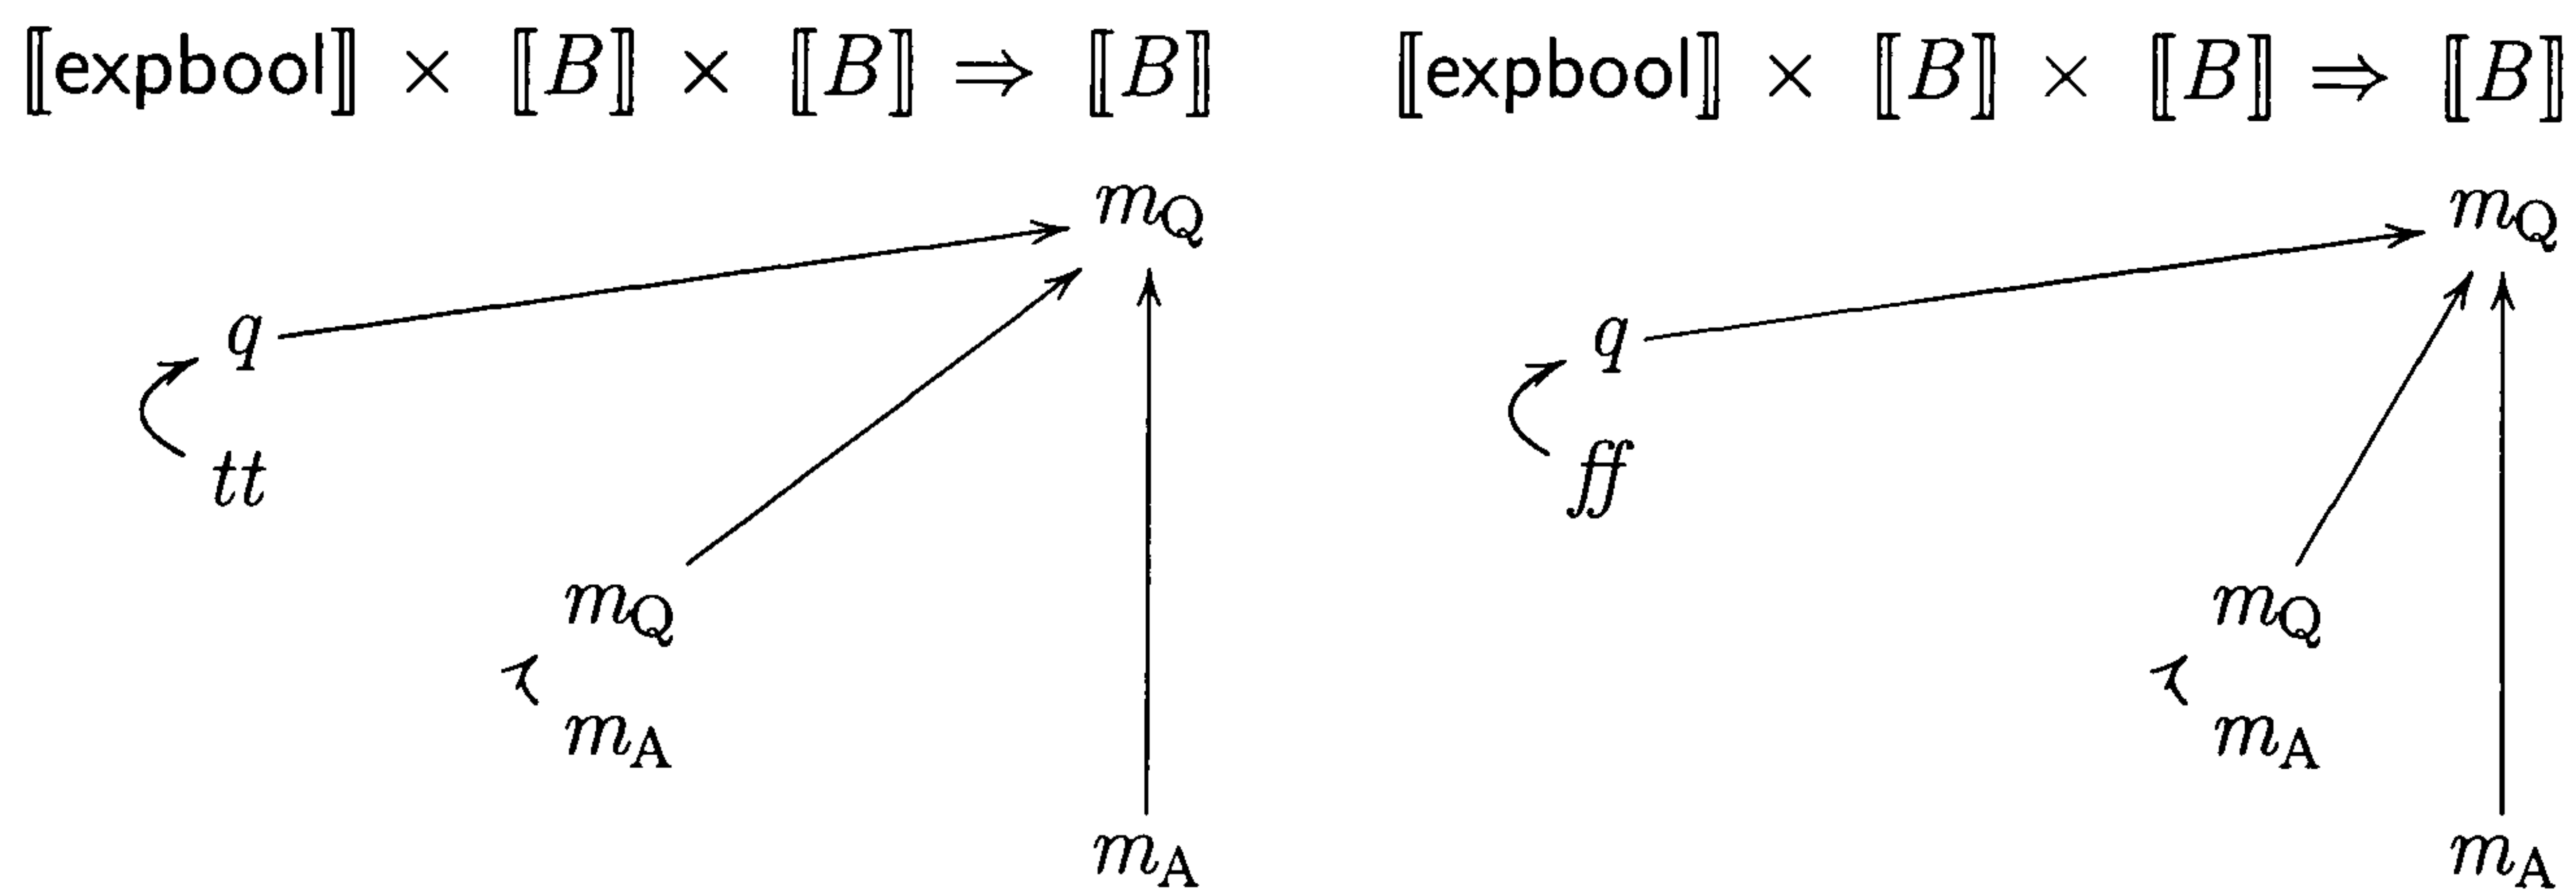 ⟦expbool⟧ × ⟦B⟧ × ⟦B⟧ ⇒ ⟦B⟧ ⟦expbool⟧ × ⟦B⟧ × ⟦B⟧ ⇒ ⟦B⟧
m_Q m_Q
q q
tt ff
m_Q m_Q
m_A m_A
m_A m_A